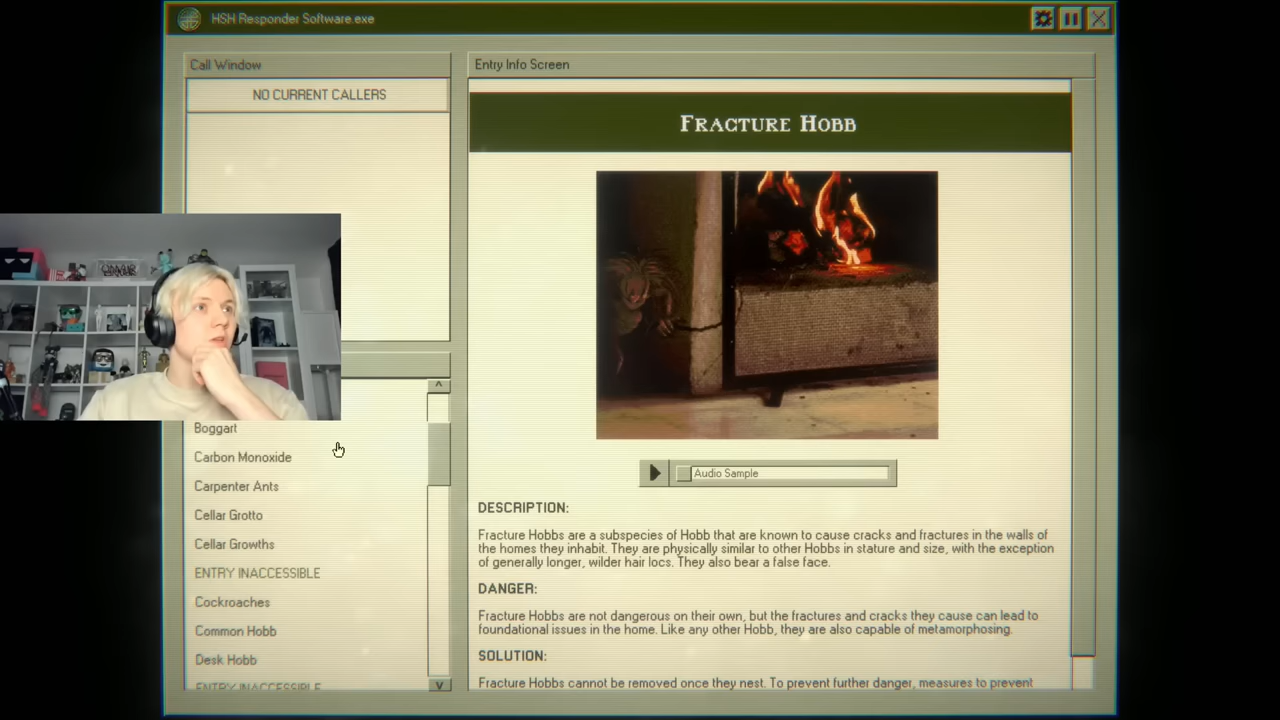 HSH Responder Software.exe
Call Window
NO CURRENT CALLERS
Boggart
Carbon Monoxide
Carpenter Ants
Cellar Grotto
Cellar Growths
ENTRY INACCESSIBLE
Cockroaches
Common Hobb
Desk Hobb
ENTRY INACCESSIBLE
Entry Info Screen
FRACTURE HOBB
Audio Sample
DESCRIPTION:
Fracture Hobbs are a subspecies of Hobb that are known to cause cracks and fractures in the walls of
the homes they inhabit. They are physically similar to other Hobbs in stature and size, with the exception
of generally longer, wilder hair locs. They also bear a false face.
DANGER:
Fracture Hobbs are not dangerous on their own, but the fractures and cracks they cause can lead to
foundational issues in the home. Like any other Hobb, they are also capable of metamorphosing.
SOLUTION:
Fracture Hobbs cannot be removed once they nest. To prevent further danger, measures to prevent